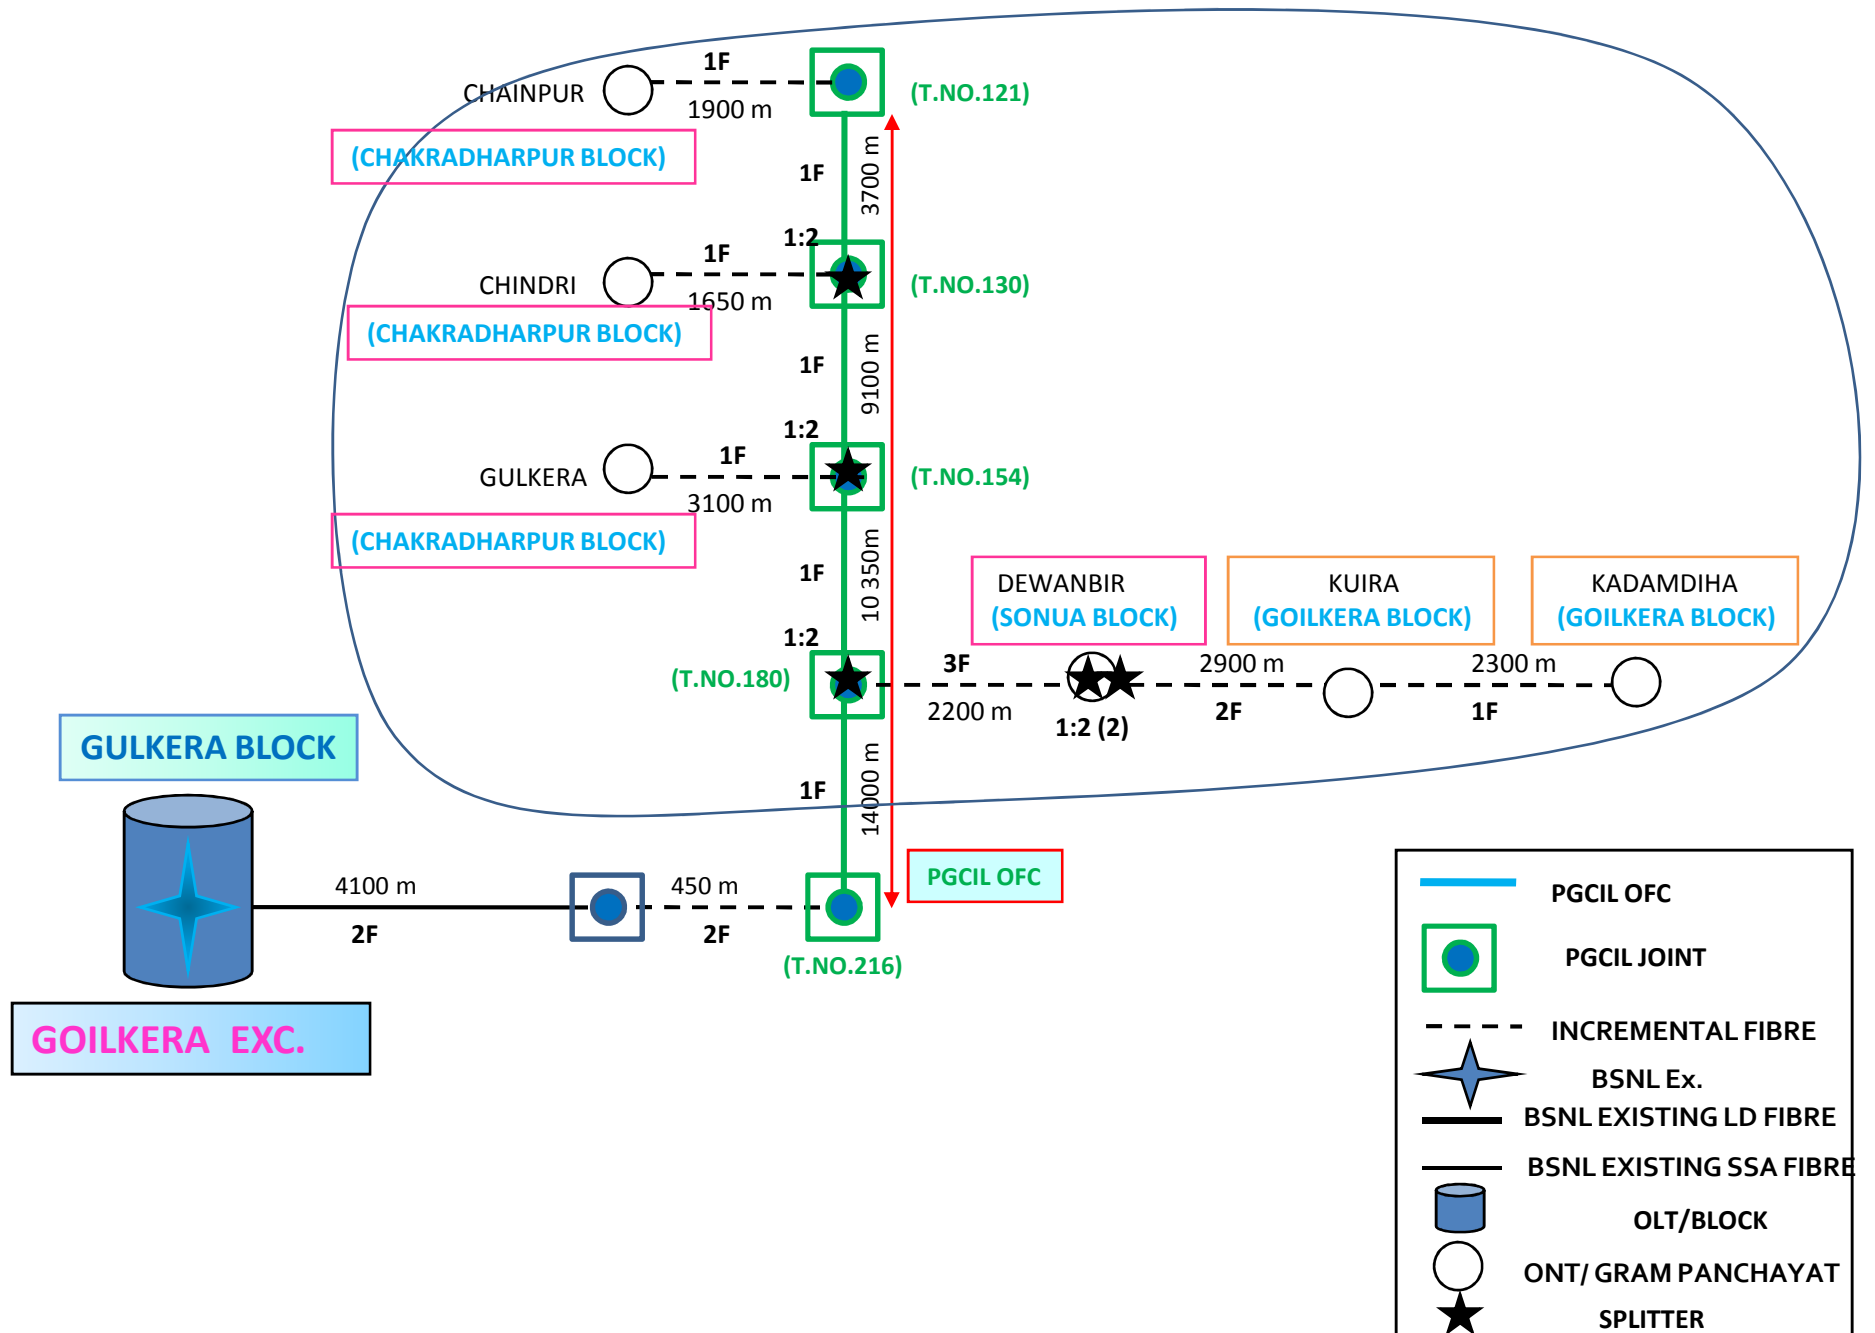 1F
CHAINPUR
1900 m
(T.NO.121)
(CHAKRADHARPUR BLOCK)
1F
3700 m
1:2
1F
CHINDRI
1650 m
(T.NO.130)
(CHAKRADHARPUR BLOCK)
1F
9100 m
1:2
1F
GULKERA
3100 m
(T.NO.154)
(CHAKRADHARPUR BLOCK)
1F
10 350m
DEWANBIR
(SONUA BLOCK)
KUIRA
(GOILKERA BLOCK)
KADAMDIHA
(GOILKERA BLOCK)
1:2
(T.NO.180)
3F
2200 m
1:2 (2)
2900 m
2F
2300 m
1F
GULKERA BLOCK
1F
14000 m
PGCIL OFC
4100 m
2F
450 m
2F
(T.NO.216)
GOILKERA EXC.
PGCIL OFC
PGCIL JOINT
INCREMENTAL FIBRE
BSNL Ex.
BSNL EXISTING LD FIBRE
BSNL EXISTING SSA FIBRE
OLT/BLOCK
ONT/ GRAM PANCHAYAT
SPLITTER